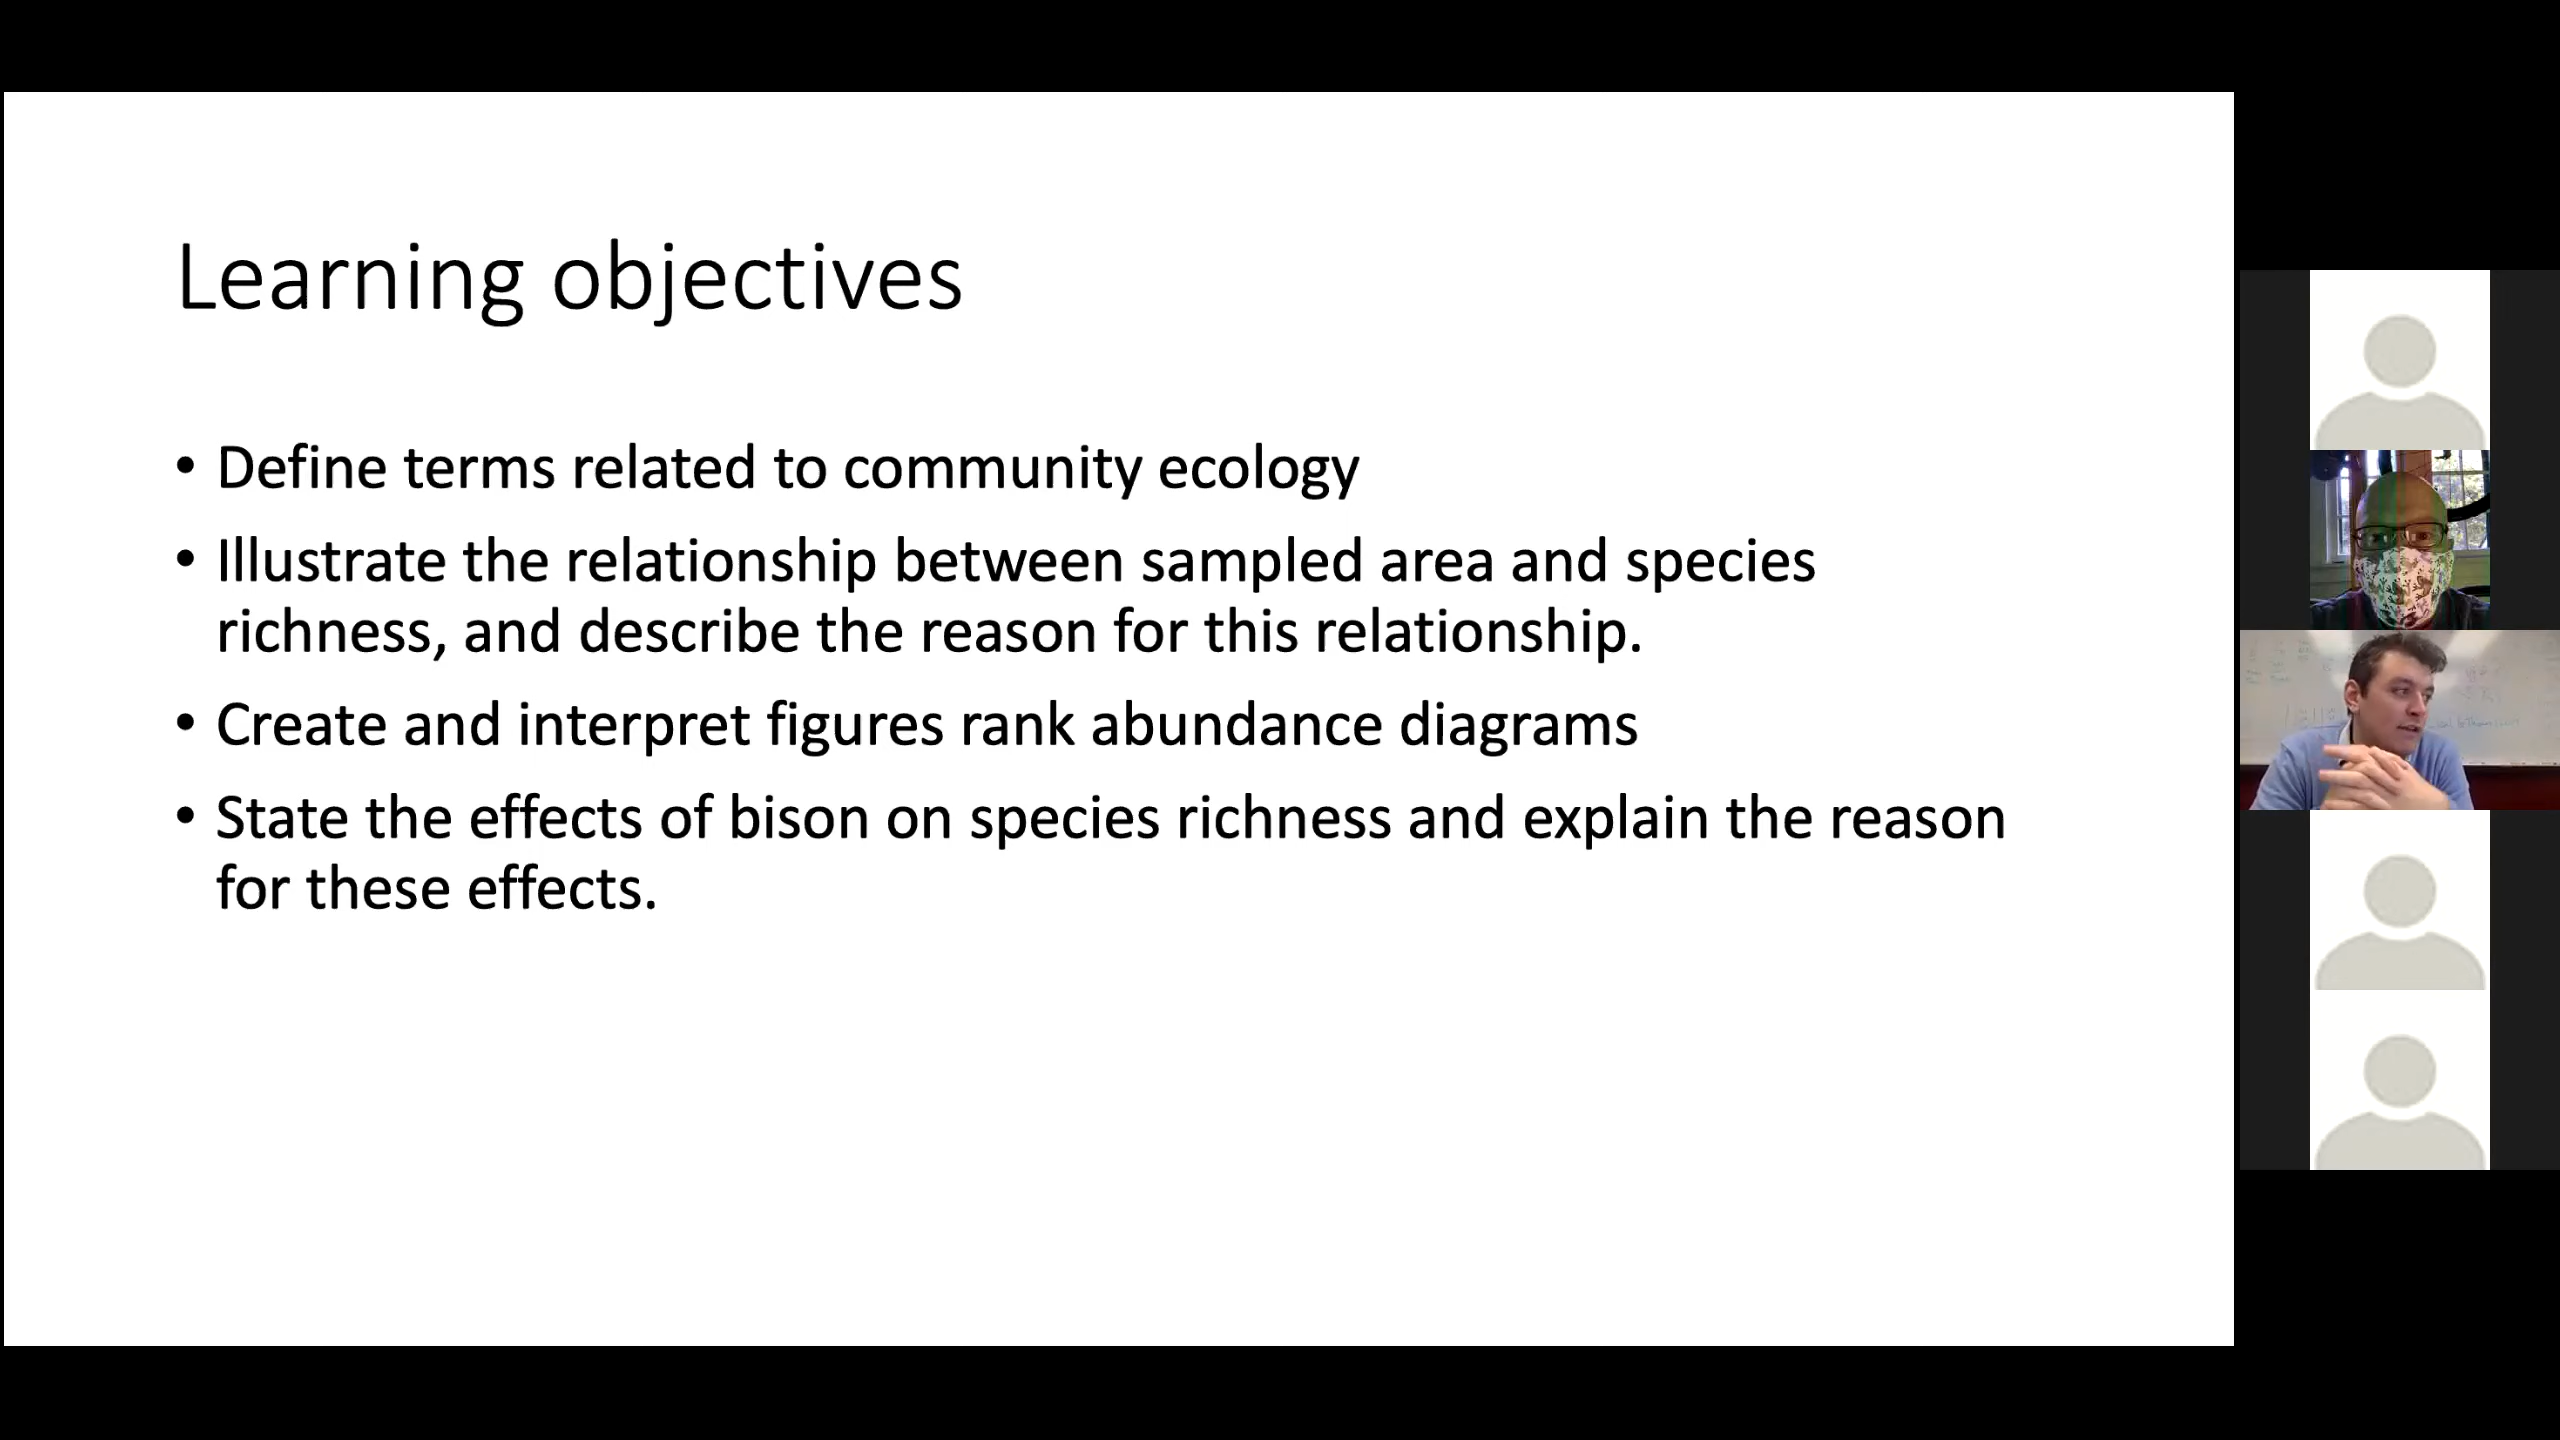 Learning objectives
• Define terms related to community ecology
• Illustrate the relationship between sampled area and species
richness, and describe the reason for this relationship.
• Create and interpret figures rank abundance diagrams
• State the effects of bison on species richness and explain the reason
for these effects.